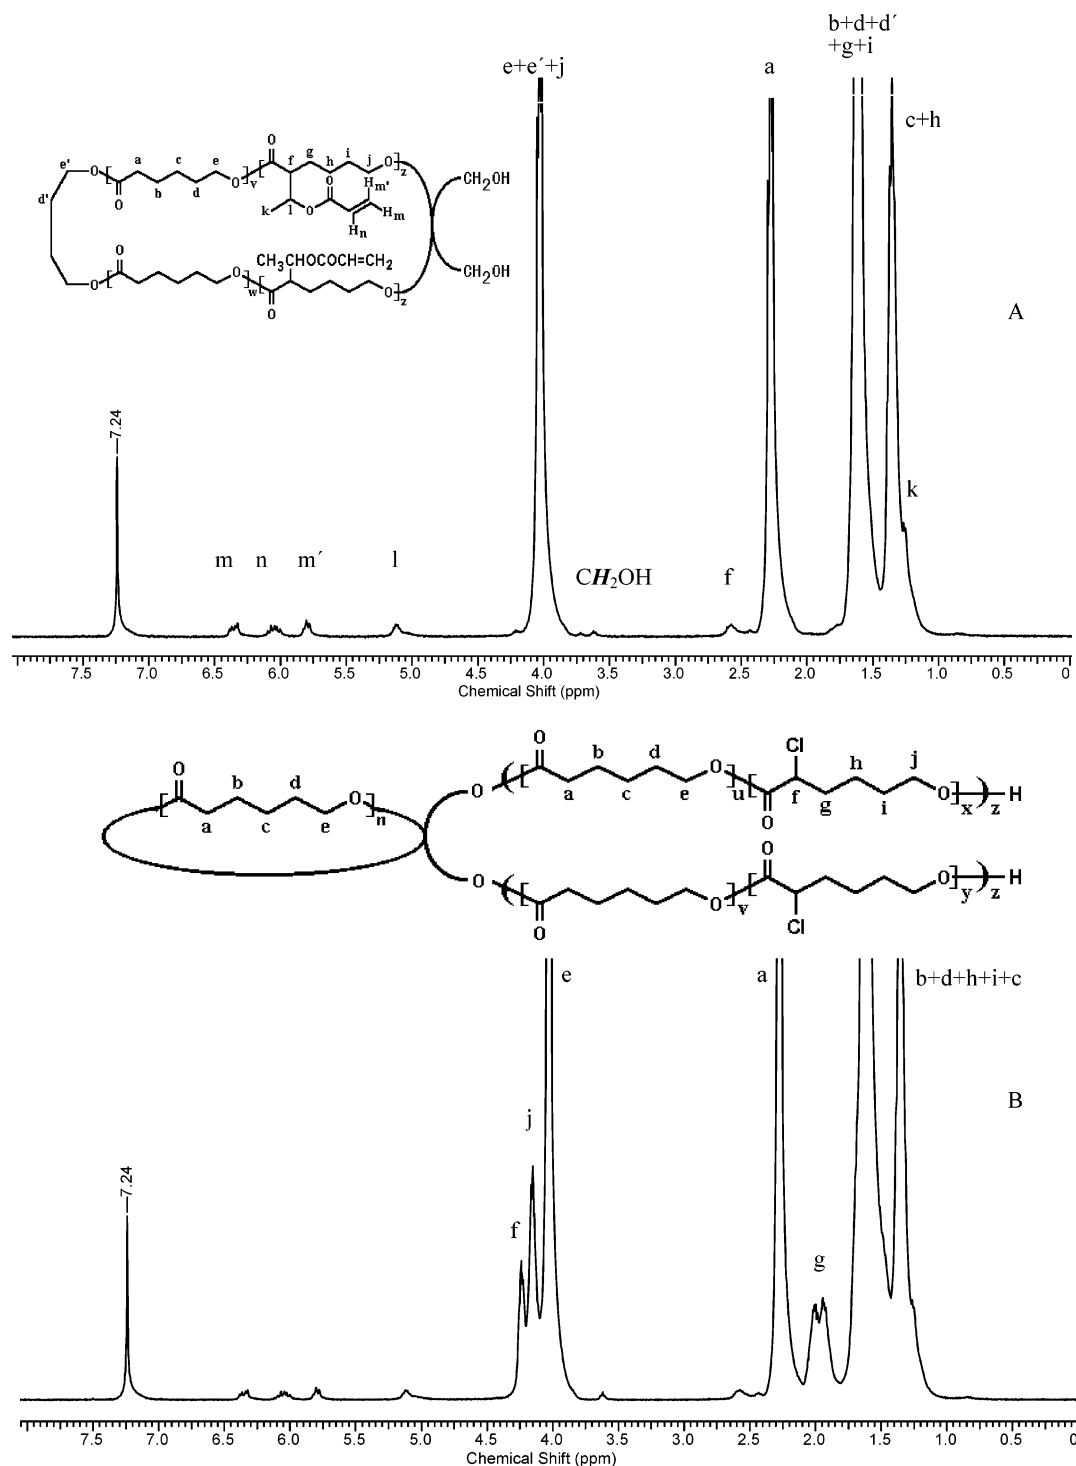 b+d+d´
+g+i
e+e´+j
a
c+h
O
a
c
e
f
g
h
i
j
e'
O
O
O
z
CH₂OH
b
d
v
O
H
m'
d'
k
l
O
H
m
H
n
O
CH₃CHOCOCH=CH₂
O
CH₂OH
O
O
w
O
O
z
A
7.24
k
m
n
m´
l
CH₂OH
f
7.5 7.0 6.5 6.0 5.5 5.0 4.5 4.0 3.5 3.0 2.5 2.0 1.5 1.0 0.5 0
Chemical Shift (ppm)
O
b
d
O
Cl
h
j
O
b
d
O
O
a
c
e
u
f
g
i
O
x
z
H
a
c
e
n
O
O
O
O
O
v
Cl
O
y
z
H
e
a
b+d+h+i+c
B
j
7.24
f
g
7.5 7.0 6.5 6.0 5.5 5.0 4.5 4.0 3.5 3.0 2.5 2.0 1.5 1.0 0.5 0
Chemical Shift (ppm)